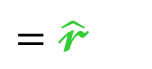 = r̂